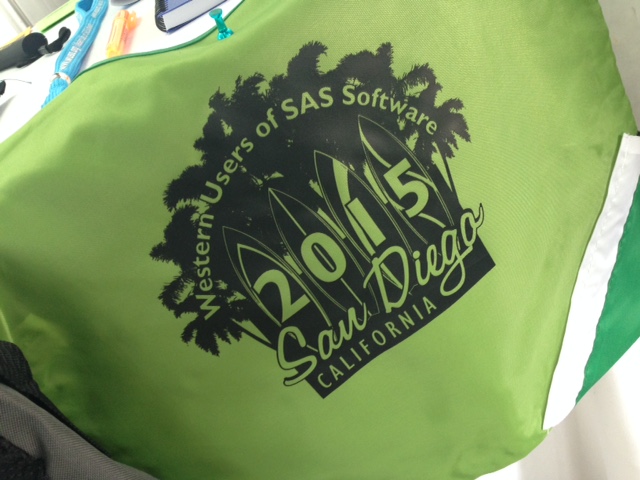 Western Users of SAS Software
2015
San Diego
CALIFORNIA